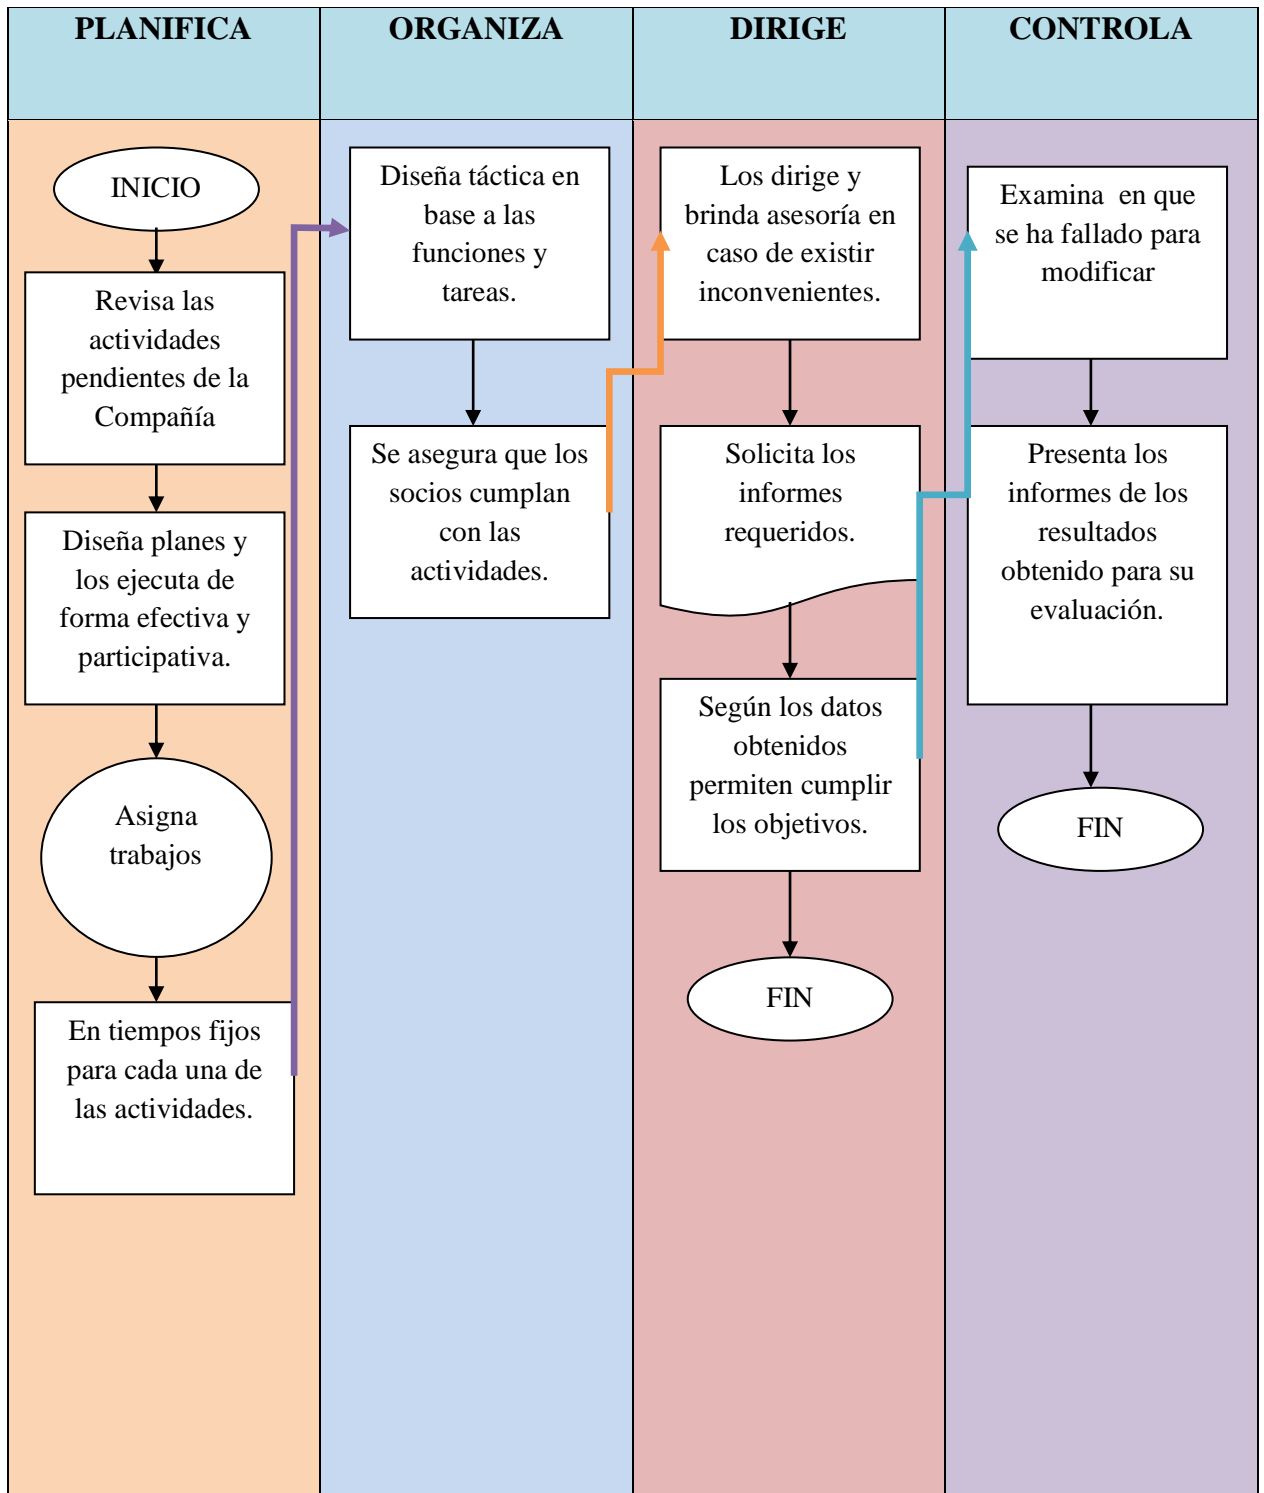 PLANIFICA
ORGANIZA
DIRIGE
CONTROLA
INICIO
Revisa las
actividades
pendientes de la
Compañía
Diseña planes y
los ejecuta de
forma efectiva y
participativa.
Asigna
trabajos
En tiempos fijos
para cada una de
las actividades.
Diseña táctica en
base a las
funciones y
tareas.
Se asegura que los
socios cumplan
con las
actividades.
Los dirige y
brinda asesoría en
caso de existir
inconvenientes.
Solicita los
informes
requeridos.
Según los datos
obtenidos
permiten cumplir
los objetivos.
FIN
Examina  en que
se ha fallado para
modificar
Presenta los
informes de los
resultados
obtenido para su
evaluación.
FIN